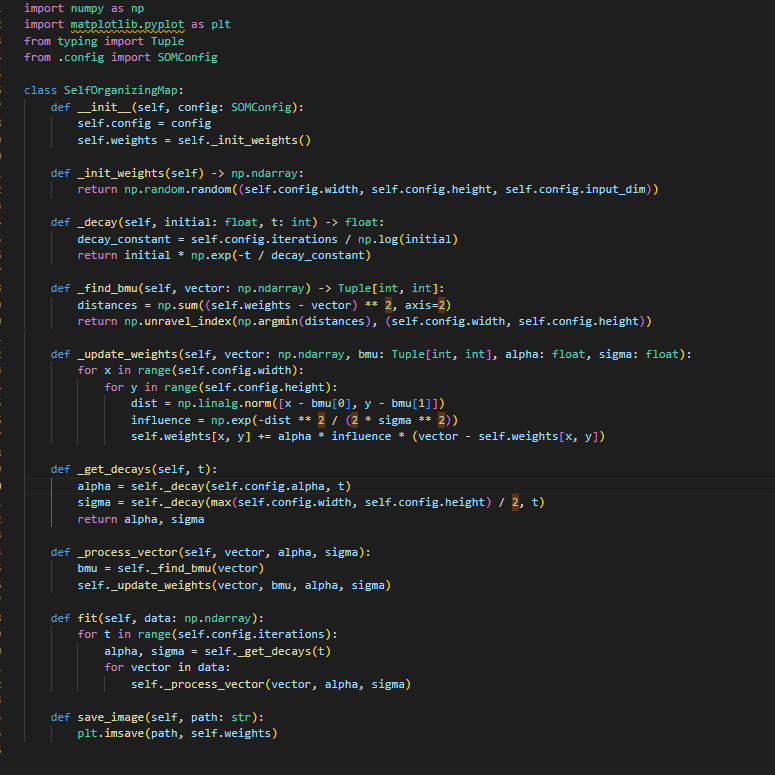 import numpy as np
import matplotlib.pyplot as plt
from typing import Tuple
from .config import SOMConfig

class SelfOrganizingMap:
    def __init__(self, config: SOMConfig):
        self.config = config
        self.weights = self._init_weights()

    def _init_weights(self) -> np.ndarray:
        return np.random.random((self.config.width, self.config.height, self.config.input_dim))

    def _decay(self, initial: float, t: int) -> float:
        decay_constant = self.config.iterations / np.log(initial)
        return initial * np.exp(-t / decay_constant)

    def _find_bmu(self, vector: np.ndarray) -> Tuple[int, int]:
        distances = np.sum((self.weights - vector) ** 2, axis=2)
        return np.unravel_index(np.argmin(distances), (self.config.width, self.config.height))

    def _update_weights(self, vector: np.ndarray, bmu: Tuple[int, int], alpha: float, sigma: float):
        for x in range(self.config.width):
            for y in range(self.config.height):
                dist = np.linalg.norm([x - bmu[0], y - bmu[1]])
                influence = np.exp(-dist ** 2 / (2 * sigma ** 2))
                self.weights[x, y] += alpha * influence * (vector - self.weights[x, y])

    def _get_decays(self, t):
        alpha = self._decay(self.config.alpha, t)
        sigma = self._decay(max(self.config.width, self.config.height) / 2, t)
        return alpha, sigma

    def _process_vector(self, vector, alpha, sigma):
        bmu = self._find_bmu(vector)
        self._update_weights(vector, bmu, alpha, sigma)

    def fit(self, data: np.ndarray):
        for t in range(self.config.iterations):
            alpha, sigma = self._get_decays(t)
            for vector in data:
                self._process_vector(vector, alpha, sigma)

    def save_image(self, path: str):
        plt.imsave(path, self.weights)